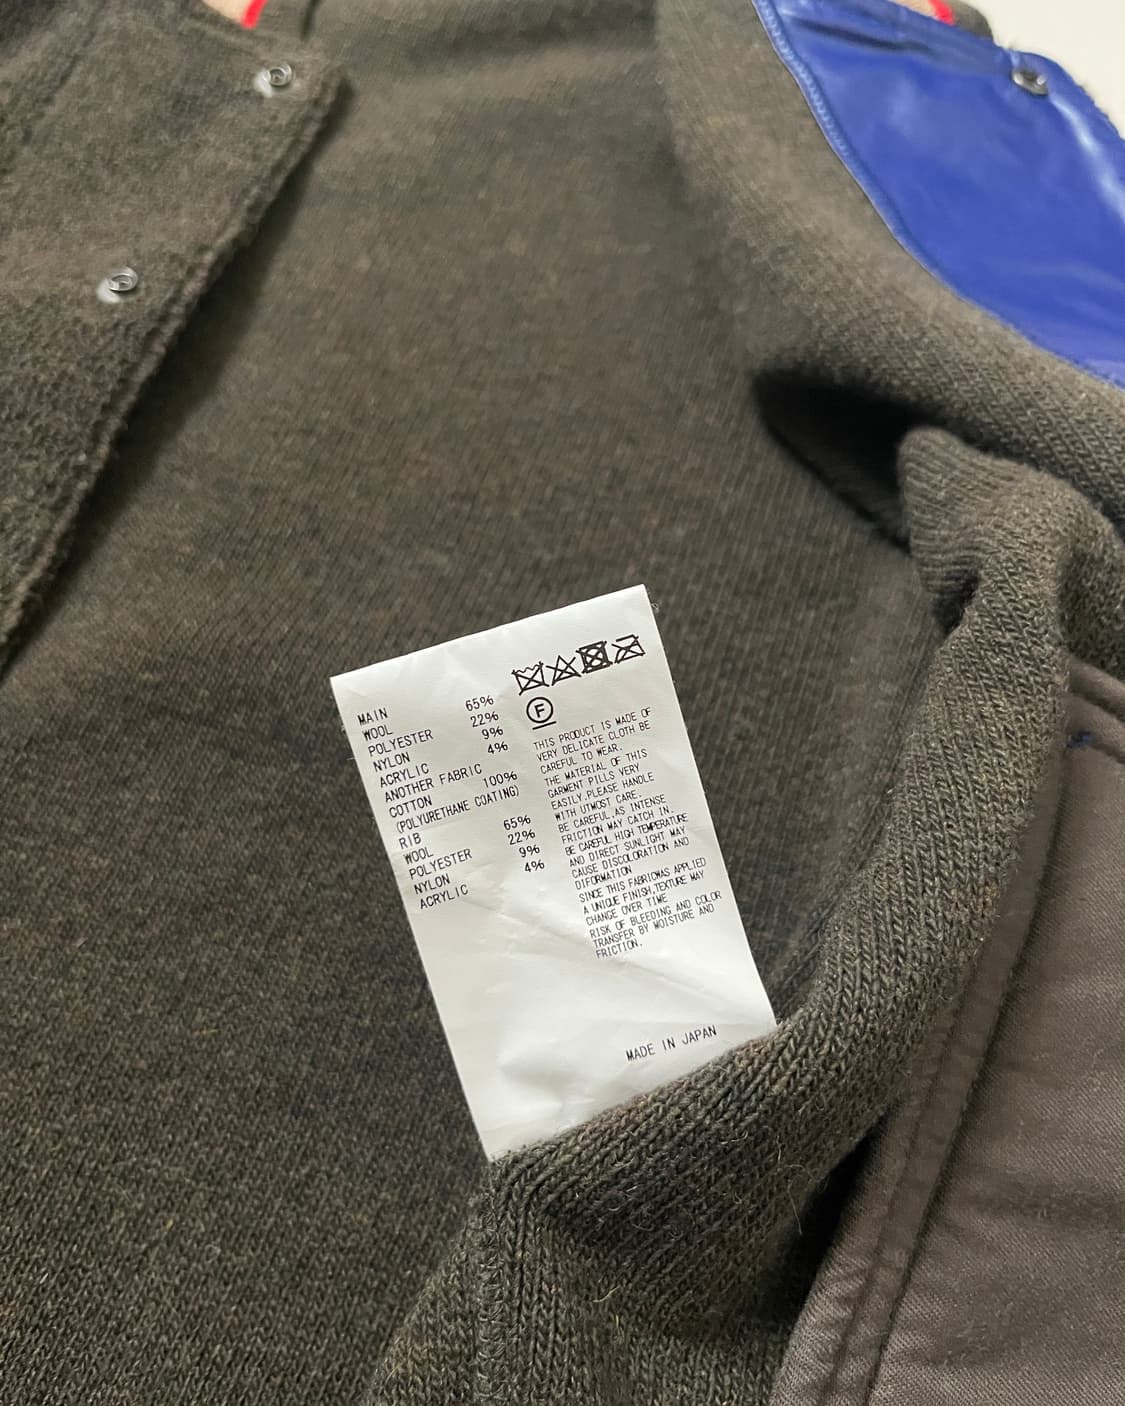 MAIN
WOOL 65%
POLYESTER 22%
NYLON 9%
ACRYLIC 4%
ANOTHER FABRIC
COTTON 100%
(POLYURETHANE COATING)
RIB
WOOL 65%
POLYESTER 22%
NYLON 9%
ACRYLIC 4%
F
THIS PRODUCT IS MADE OF
VERY DELICATE CLOTH BE
CAREFUL TO WEAR.
THE MATERIAL OF THIS
GARMENT PILLS VERY
EASILY.PLEASE HANDLE
WITH UTMOST CARE.
BE CAREFUL.AS INTENSE
FRICTION MAY CATCH IN.
BE CAREFUL HIGH TEMPERATURE
AND DIRECT SUNLIGHT MAY
CAUSE DISCOLORATION AND
DIFORMATION
SINCE THIS FABRICWAS APPLIED
A UNIQUE FINISH,TEXTURE MAY
CHANGE OVER TIME
RISK OF BLEEDING AND COLOR
TRANSFER BY MOISTURE AND
FRICTION.
MADE IN JAPAN